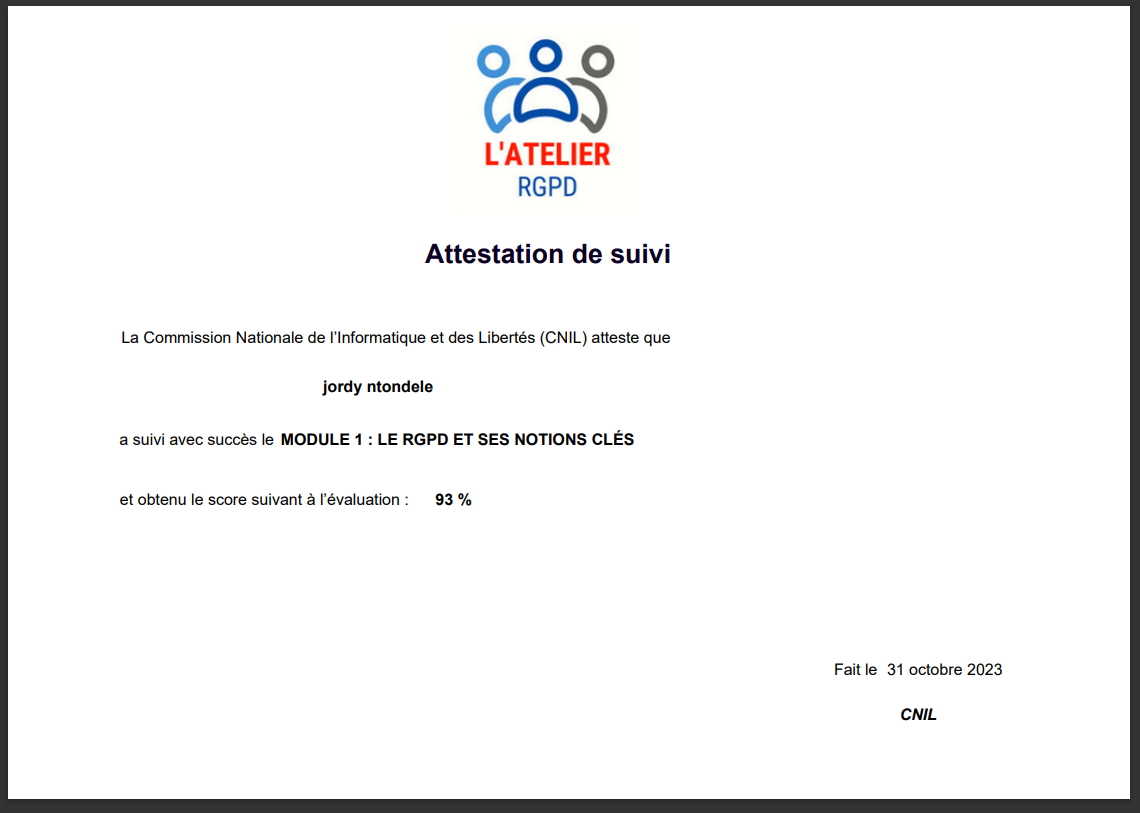 L'ATELIER
RGPD
Attestation de suivi
La Commission Nationale de l’Informatique et des Libertés (CNIL) atteste que
jordy ntondele
a suivi avec succès le MODULE 1 : LE RGPD ET SES NOTIONS CLÉS
et obtenu le score suivant à l’évaluation : 93 %
Fait le 31 octobre 2023
CNIL